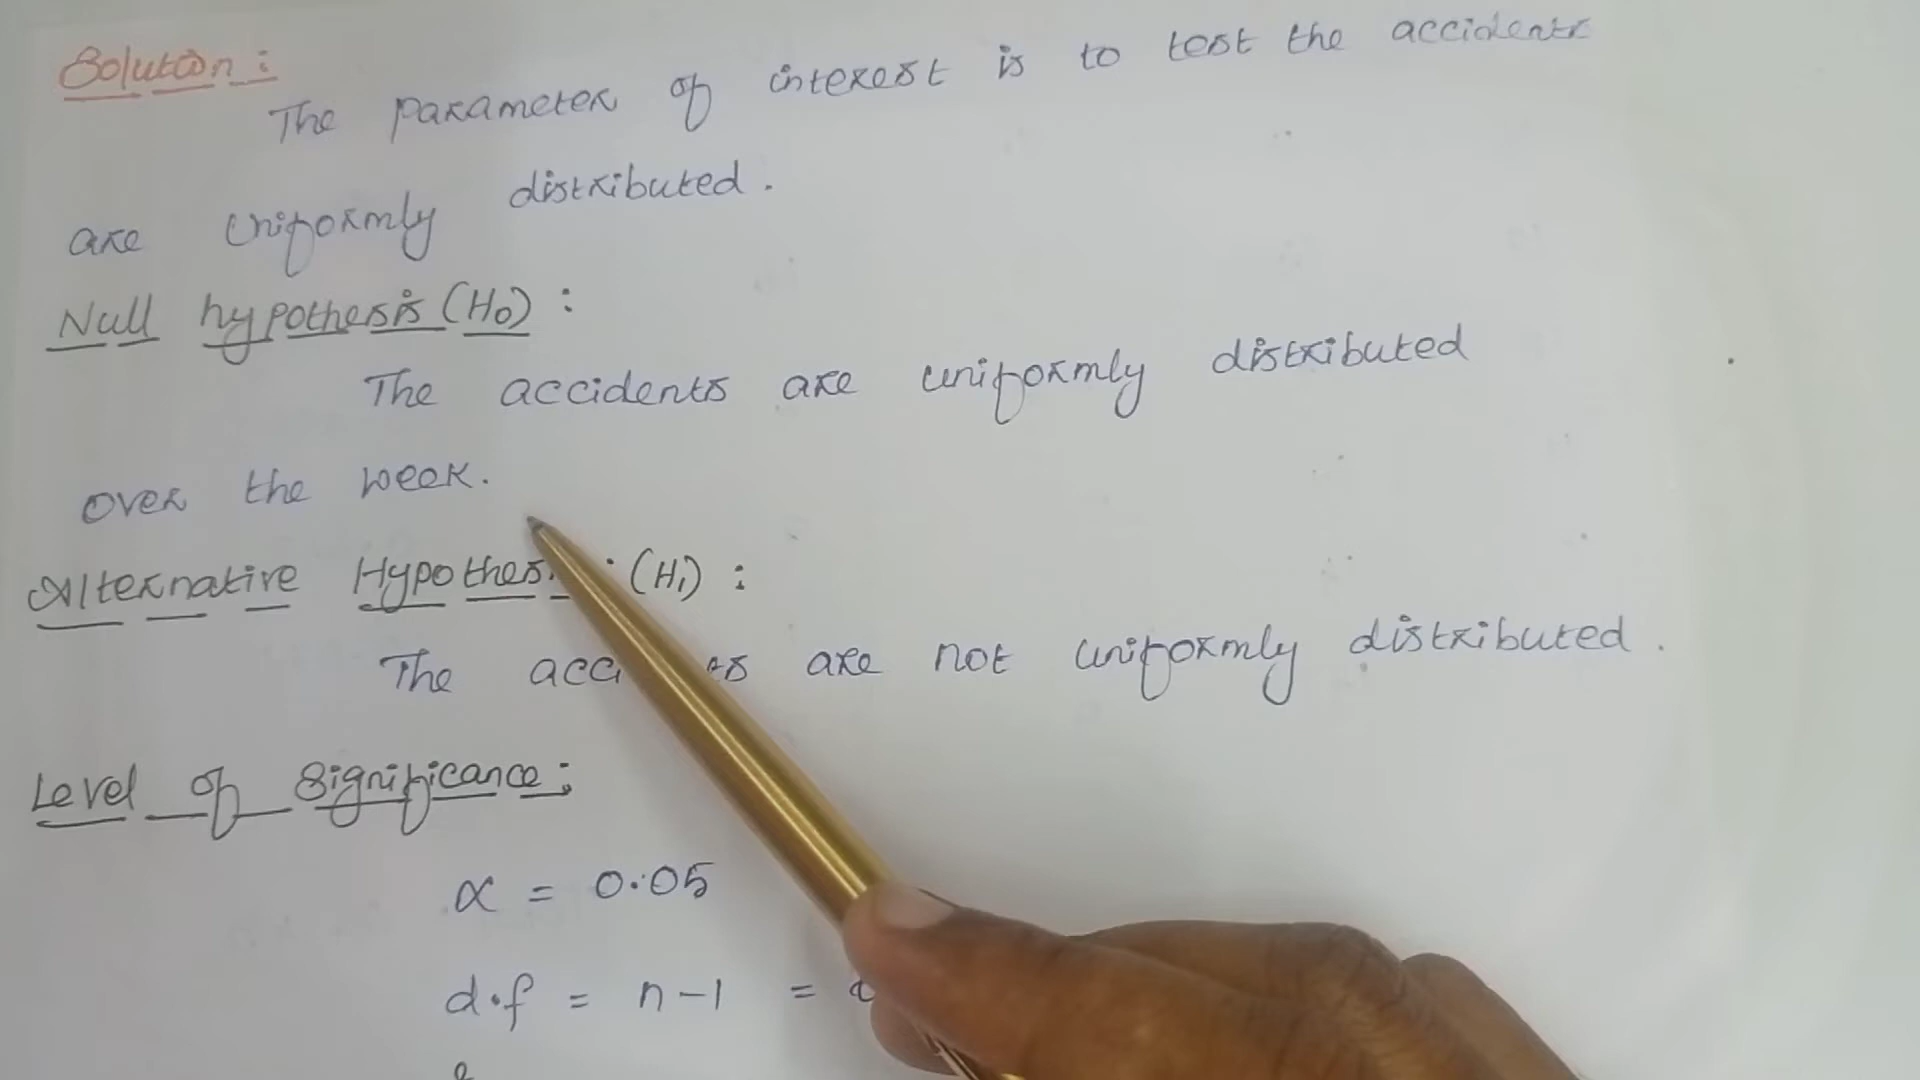 Solution:
The parameter of interest is to test the accidents
are uniformly distributed.
Null hypothesis (H0) :
The accidents are uniformly distributed
over the week.
Alternative (H1) :
The are not uniformly distributed.
Level of Significance:
α = 0.05
d.f = n-1 =